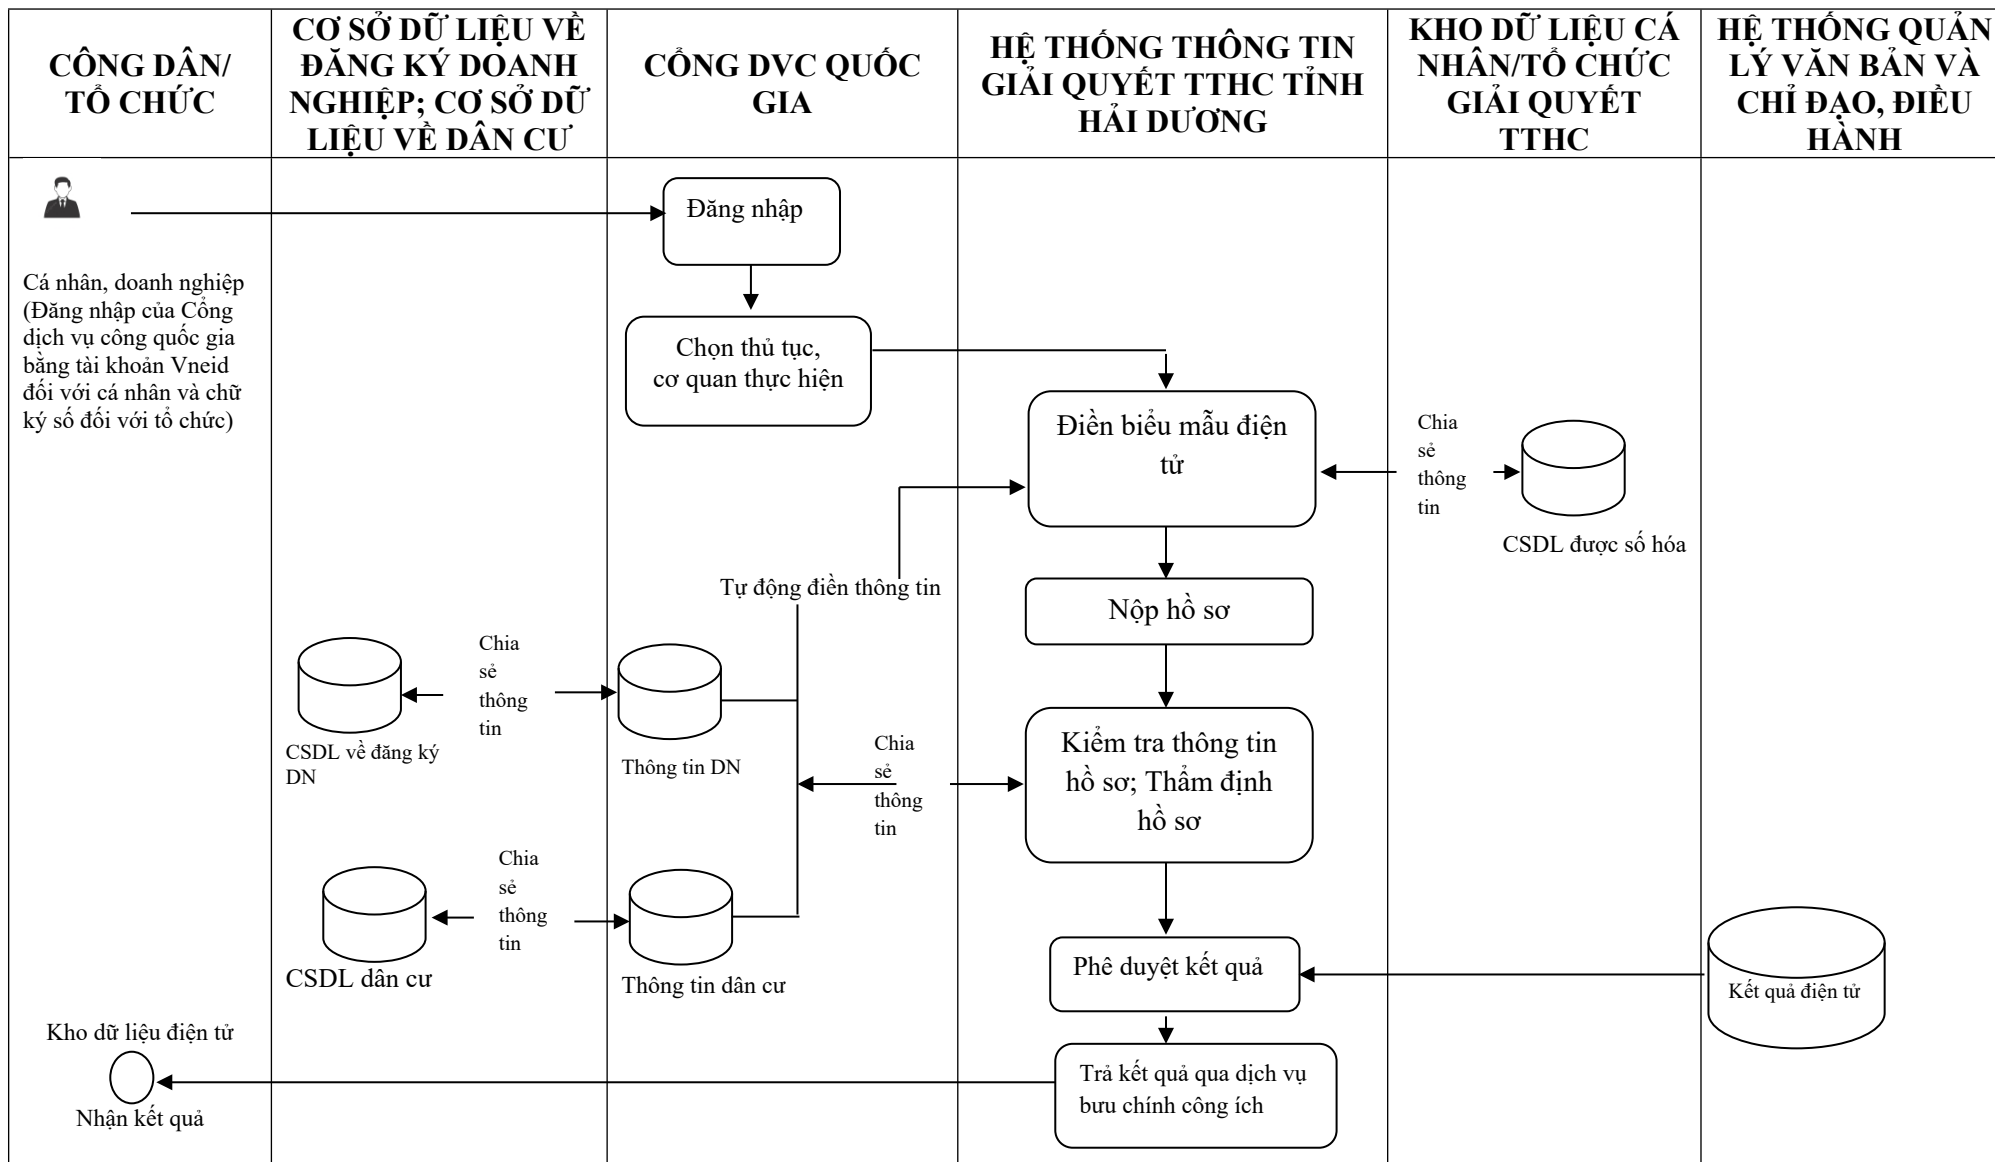 CÔNG DÂN/
TỔ CHỨC
CƠ SỞ DỮ LIỆU VỀ
ĐĂNG KÝ DOANH
NGHIỆP; CƠ SỞ DỮ
LIỆU VỀ DÂN CƯ
CỔNG DVC QUỐC
GIA
HỆ THỐNG THÔNG TIN
GIẢI QUYẾT TTHC TỈNH
HẢI DƯƠNG
KHO DỮ LIỆU CÁ
NHÂN/TỔ CHỨC
GIẢI QUYẾT
TTHC
HỆ THỐNG QUẢN
LÝ VĂN BẢN VÀ
CHỈ ĐẠO, ĐIỀU
HÀNH
Đăng nhập
Cá nhân, doanh nghiệp
(Đăng nhập của Cổng
dịch vụ công quốc gia
bằng tài khoản Vneid
đối với cá nhân và chữ
ký số đối với tổ chức)
Chọn thủ tục,
cơ quan thực hiện
Điền biểu mẫu điện
tử
Chia
sẻ
thông
tin
CSDL được số hóa
Tự động điền thông tin
Nộp hồ sơ
Chia
sẻ
thông
tin
CSDL về đăng ký
DN
Thông tin DN
Chia
sẻ
thông
tin
Kiểm tra thông tin
hồ sơ; Thẩm định
hồ sơ
Chia
sẻ
thông
tin
CSDL dân cư
Thông tin dân cư
Phê duyệt kết quả
Kết quả điện tử
Kho dữ liệu điện tử
Nhận kết quả
Trả kết quả qua dịch vụ
bưu chính công ích